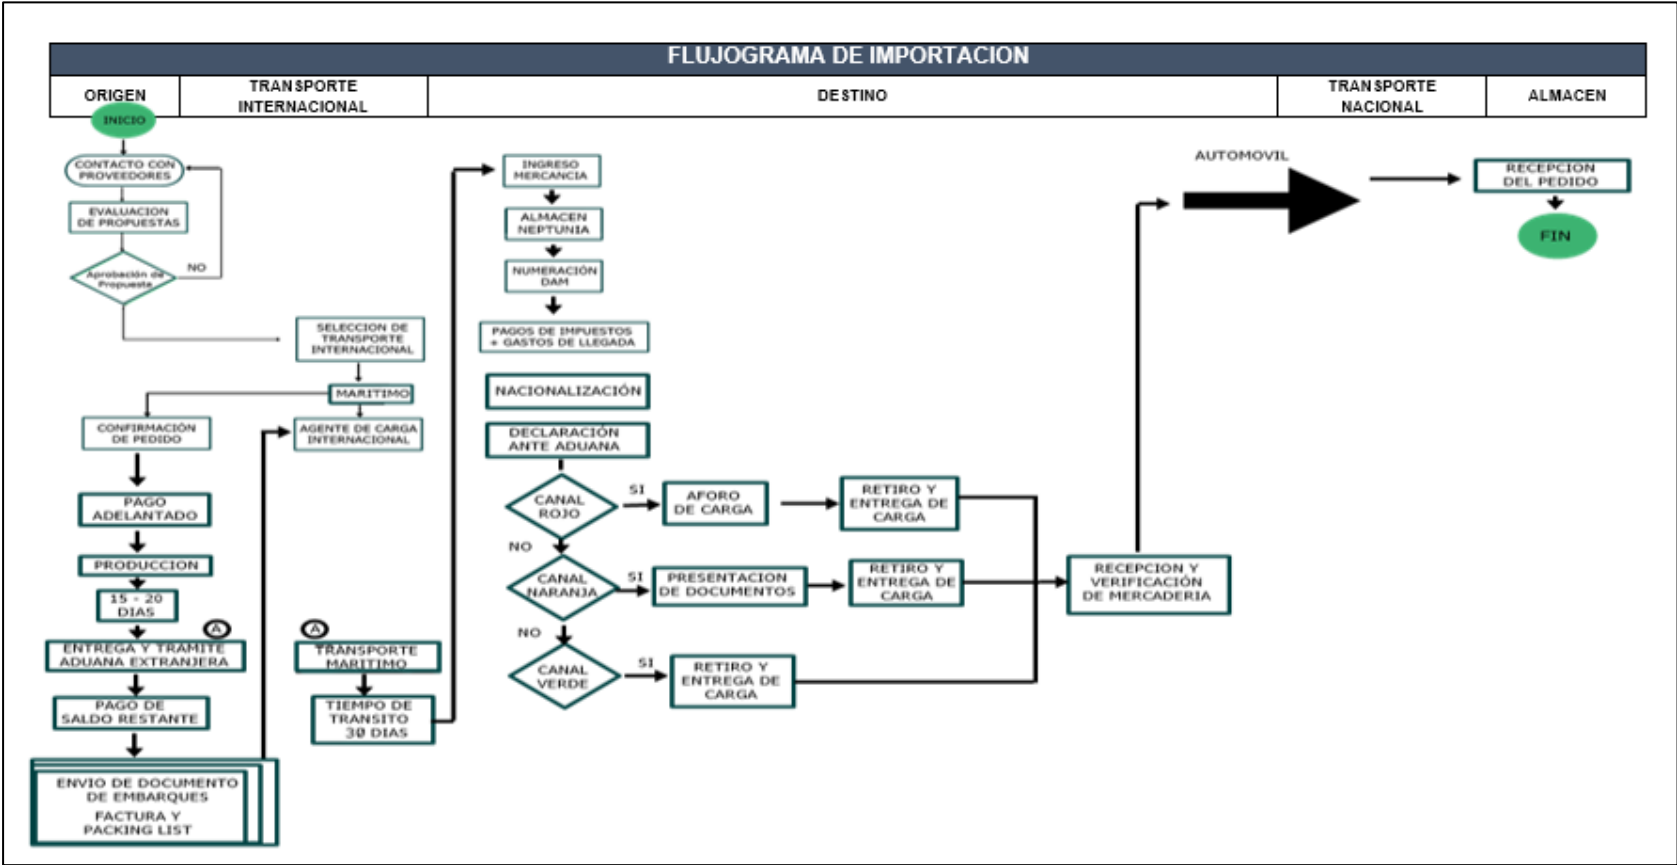 FLUJOGRAMA DE IMPORTACION
ORIGEN
TRANSPORTE
INTERNACIONAL
DESTINO
TRANSPORTE
NACIONAL
ALMACEN
INICIO
CONTACTO CON
PROVEEDORES
EVALUACION
DE PROPUESTAS
Aprobación de
Propuesta
NO
SELECCION DE
TRANSPORTE
INTERNACIONAL
MARITIMO
CONFIRMACIÓN
DE PEDIDO
AGENTE DE CARGA
INTERNACIONAL
PAGO
ADELANTADO
PRODUCCION
15 - 20
DIAS
A
ENTREGA Y TRAMITE
ADUANA EXTRANJERA
PAGO DE
SALDO RESTANTE
ENVIO DE DOCUMENTO
DE EMBARQUES
FACTURA Y
PACKING LIST
A
TRANSPORTE
MARITIMO
TIEMPO DE
TRANSITO
30 DIAS
INGRESO
MERCANCIA
ALMACEN
NEPTUNIA
NUMERACIÓN
DAM
PAGOS DE IMPUESTOS
+ GASTOS DE LLEGADA
NACIONALIZACIÓN
DECLARACIÓN
ANTE ADUANA
CANAL
ROJO
SI
AFORO
DE CARGA
RETIRO Y
ENTREGA DE
CARGA
NO
CANAL
NARANJA
SI
PRESENTACION
DE DOCUMENTOS
RETIRO Y
ENTREGA DE
CARGA
NO
CANAL
VERDE
SI
RETIRO Y
ENTREGA DE
CARGA
RECEPCION Y
VERIFICACIÓN
DE MERCADERIA
AUTOMOVIL
RECEPCION
DEL PEDIDO
FIN